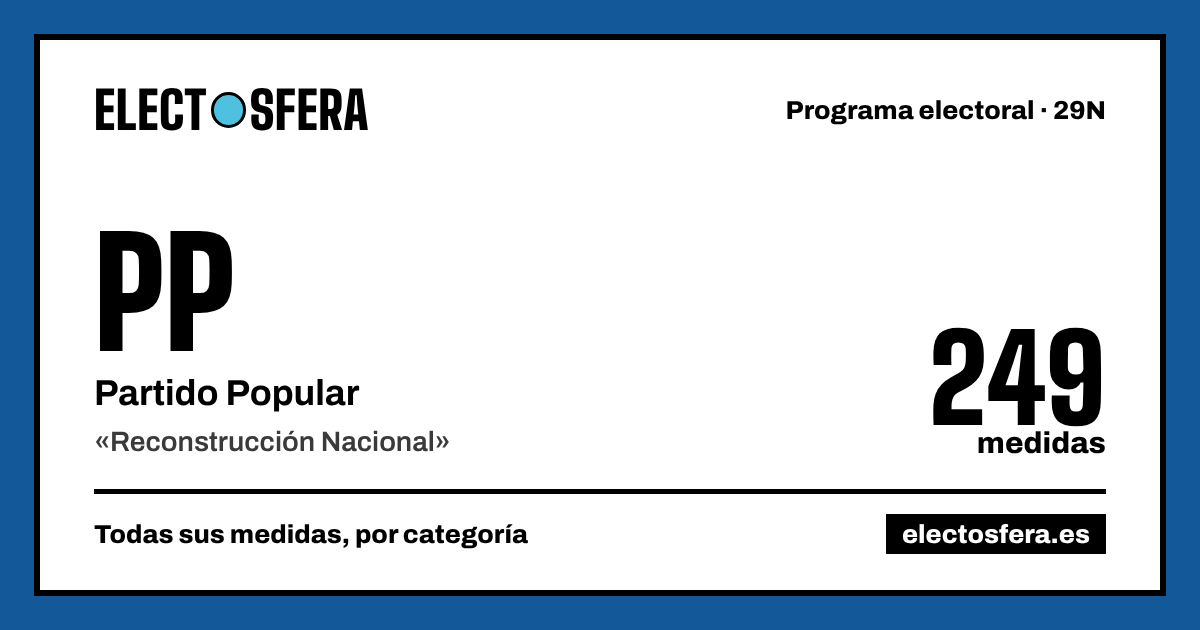 ELECTOSFERA
Programa electoral · 29N
PP
Partido Popular
«Reconstrucción Nacional»
249
medidas
Todas sus medidas, por categoría
electosfera.es